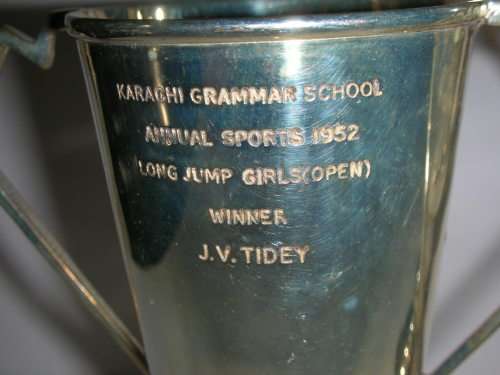 KARACHI GRAMMAR SCHOOL
ANNUAL SPORTS 1952
LONG JUMP GIRLS(OPEN)
WINNER
J.V. TIDEY